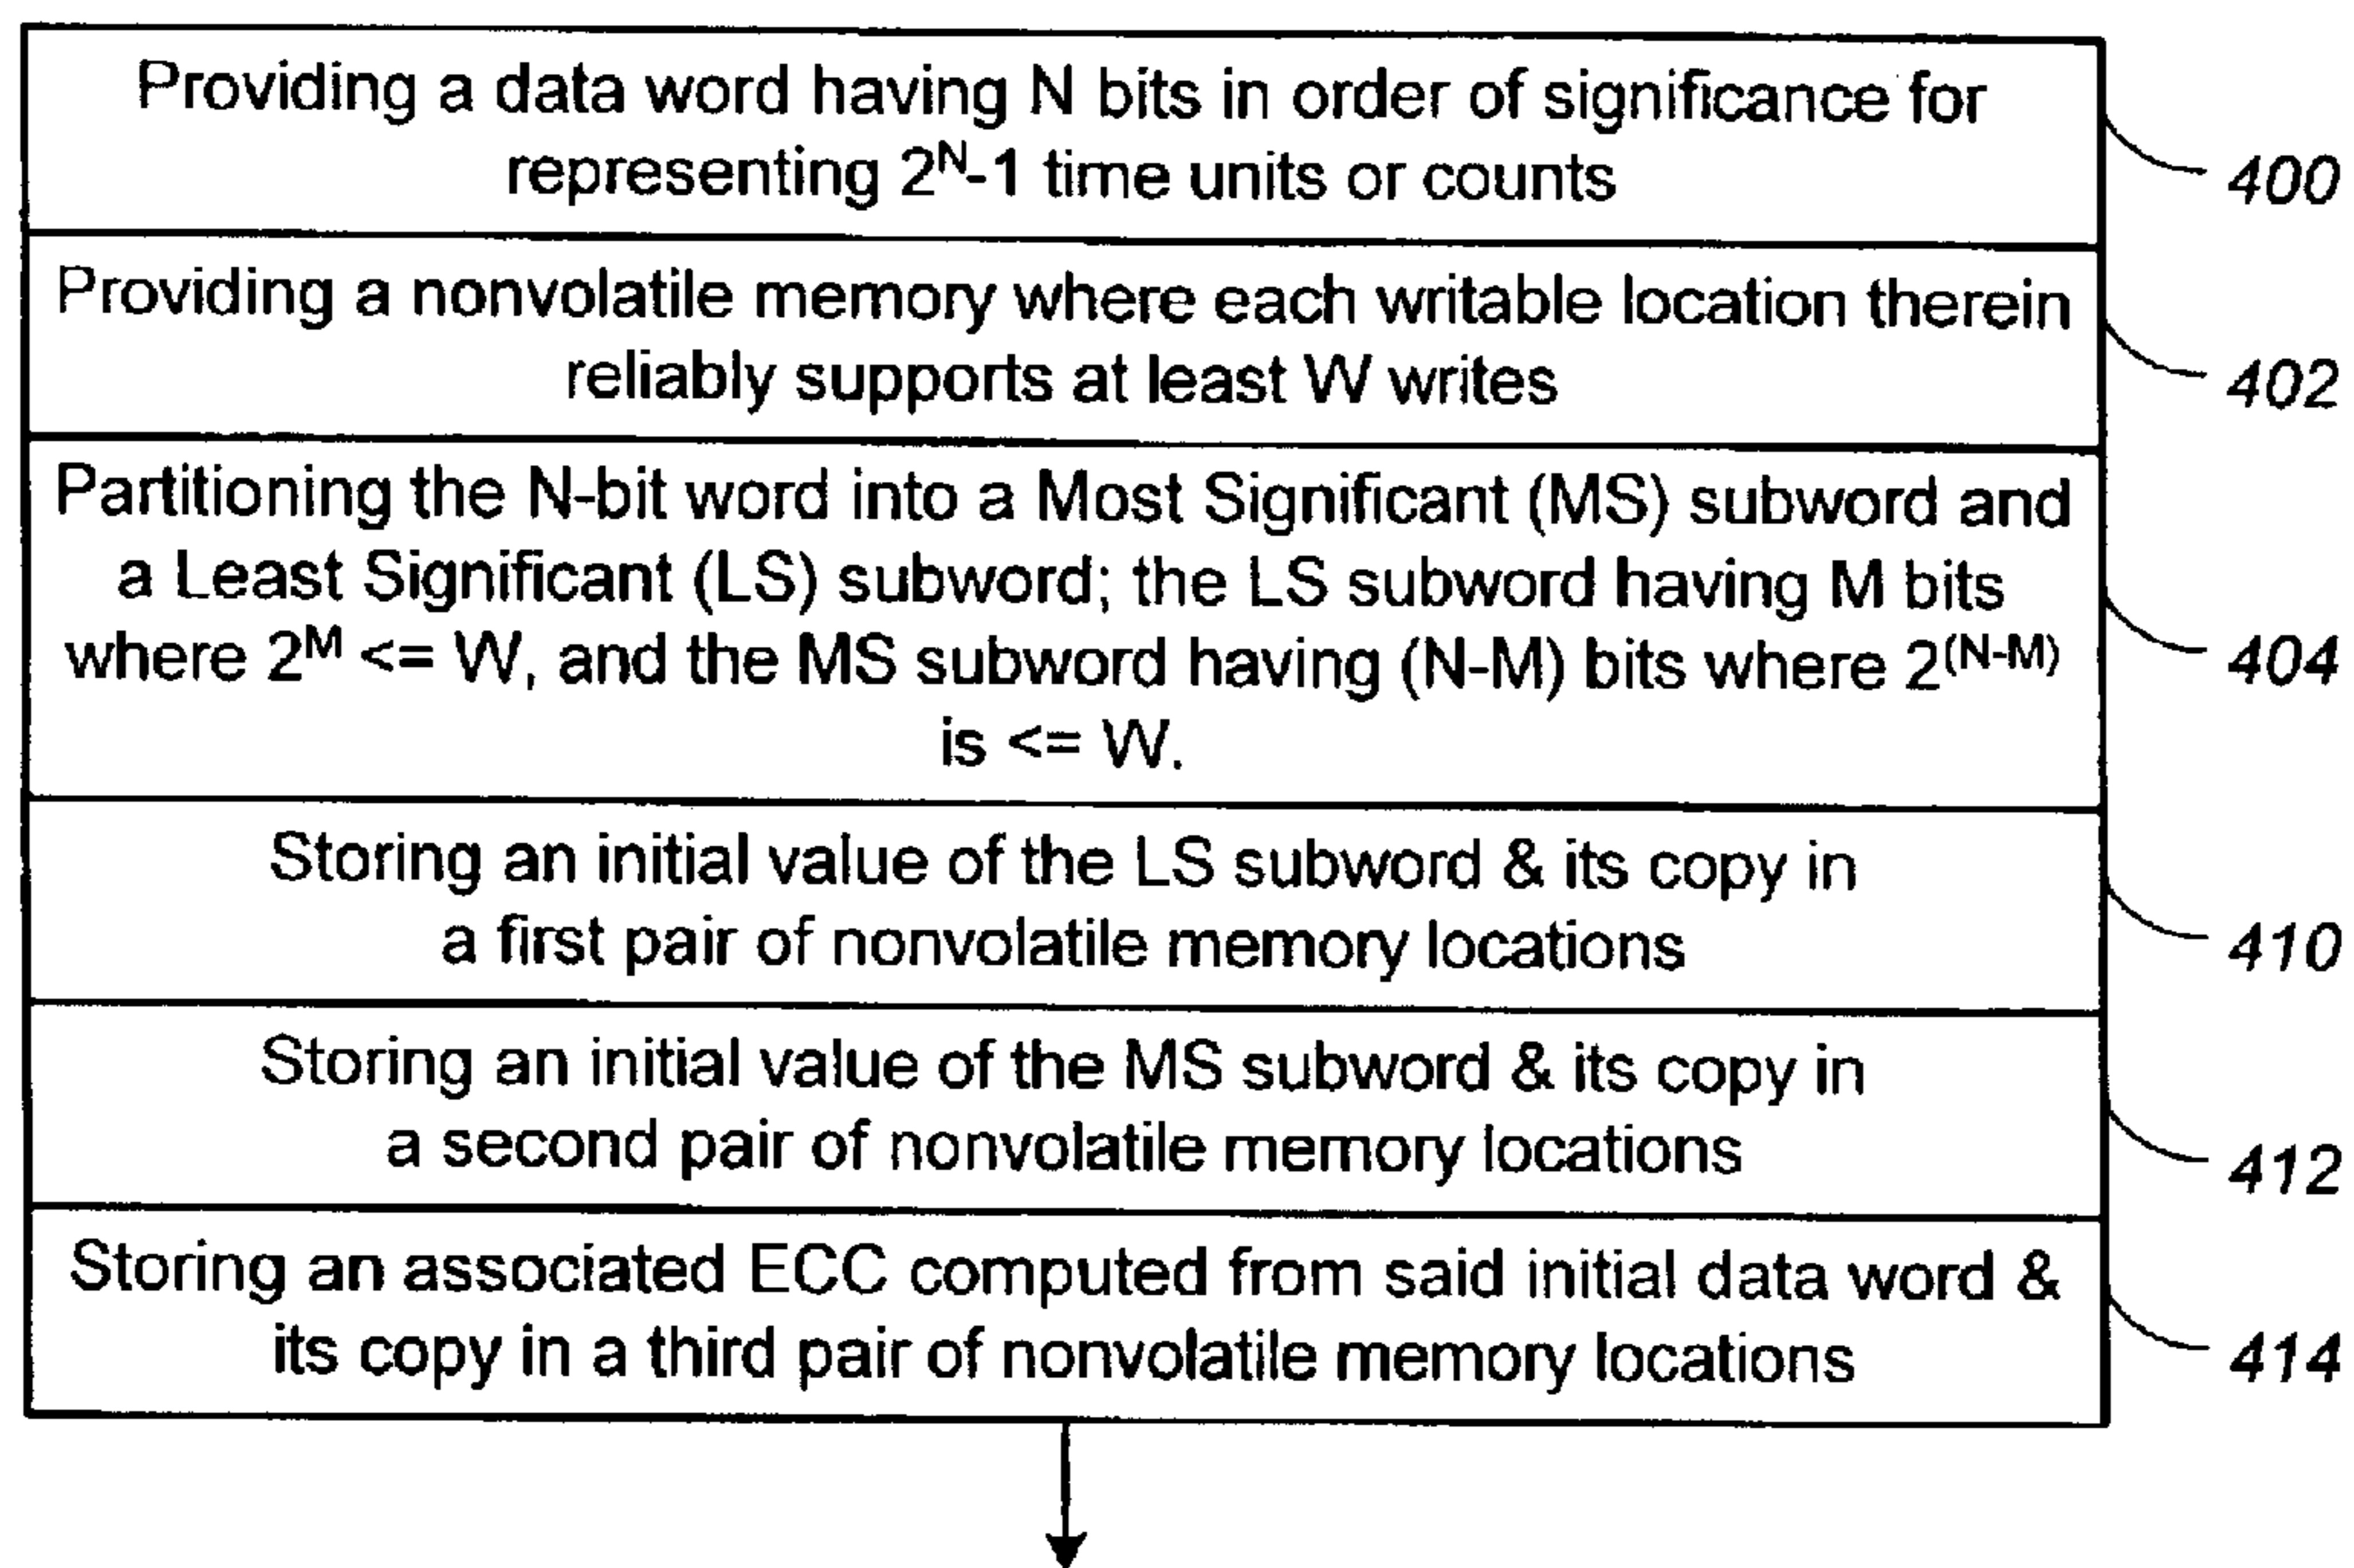 Providing a data word having N bits in order of significance for
representing 2^N-1 time units or counts
400
Providing a nonvolatile memory where each writable location therein
reliably supports at least W writes
402
Partitioning the N-bit word into a Most Significant (MS) subword and
a Least Significant (LS) subword; the LS subword having M bits
where 2^M <= W, and the MS subword having (N-M) bits where 2^(N-M)
is <= W.
404
Storing an initial value of the LS subword & its copy in
a first pair of nonvolatile memory locations
410
Storing an initial value of the MS subword & its copy in
a second pair of nonvolatile memory locations
412
Storing an associated ECC computed from said initial data word &
its copy in a third pair of nonvolatile memory locations
414